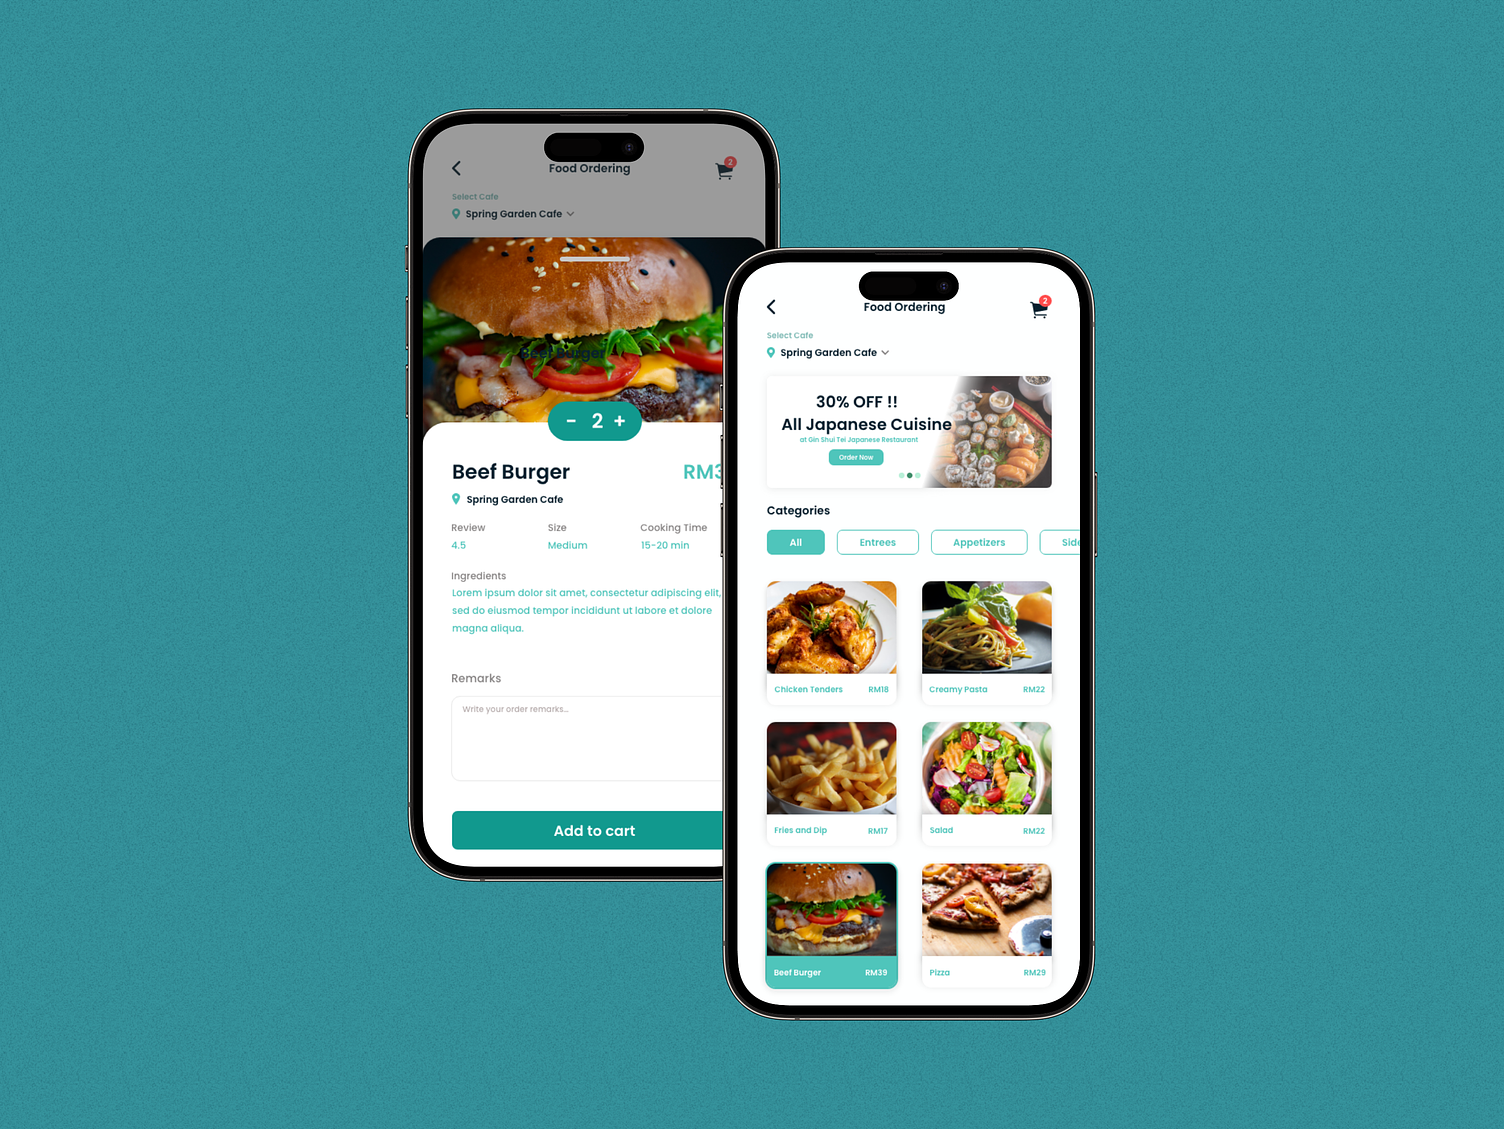 Food Ordering
2
Select Cafe
Spring Garden Cafe
Beef Burger
- 2 +
Beef Burger
RM3
Spring Garden Cafe
Review
Size
Cooking Time
4.5
Medium
15-20 min
Ingredients
Lorem ipsum dolor sit amet, consectetur adipiscing elit,
sed do eiusmod tempor incididunt ut labore et dolore
magna aliqua.
Remarks
Write your order remarks...
Add to cart
Food Ordering
2
Select Cafe
Spring Garden Cafe
30% OFF !!
All Japanese Cuisine
at Gin Shui Tei Japanese Restaurant
Order Now
Categories
All
Entrees
Appetizers
Side
Chicken Tenders
RM18
Creamy Pasta
RM22
Fries and Dip
RM17
Salad
RM22
Beef Burger
RM39
Pizza
RM29